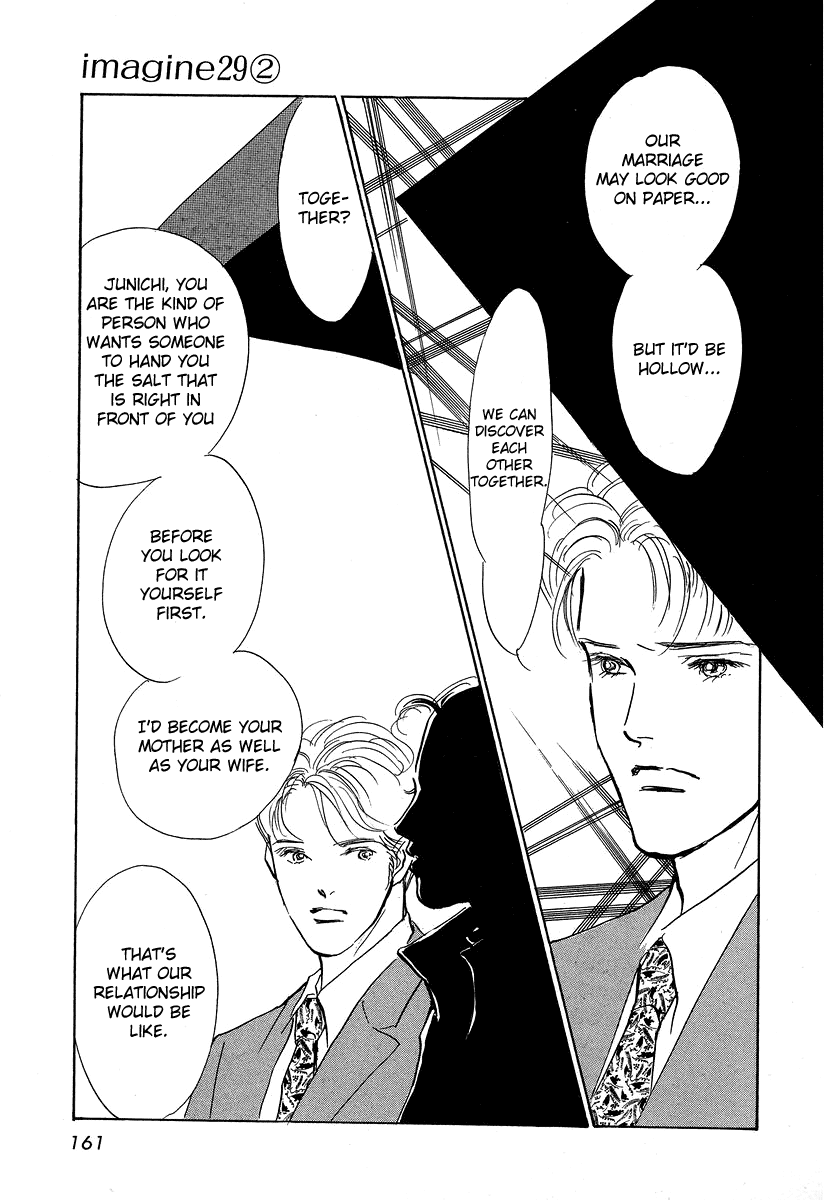 imagine29②
OUR
MARRIAGE
MAY LOOK GOOD
ON PAPER...
BUT IT'D BE
HOLLOW...
WE CAN
DISCOVER
EACH
OTHER
TOGETHER.
TOGE-
THER?
JUNICHI, YOU
ARE THE KIND OF
PERSON WHO
WANTS SOMEONE
TO HAND YOU
THE SALT THAT
IS RIGHT IN
FRONT OF YOU
BEFORE
YOU LOOK
FOR IT
YOURSELF
FIRST.
I'D BECOME YOUR
MOTHER AS WELL
AS YOUR WIFE.
THAT'S
WHAT OUR
RELATIONSHIP
WOULD BE
LIKE.
161